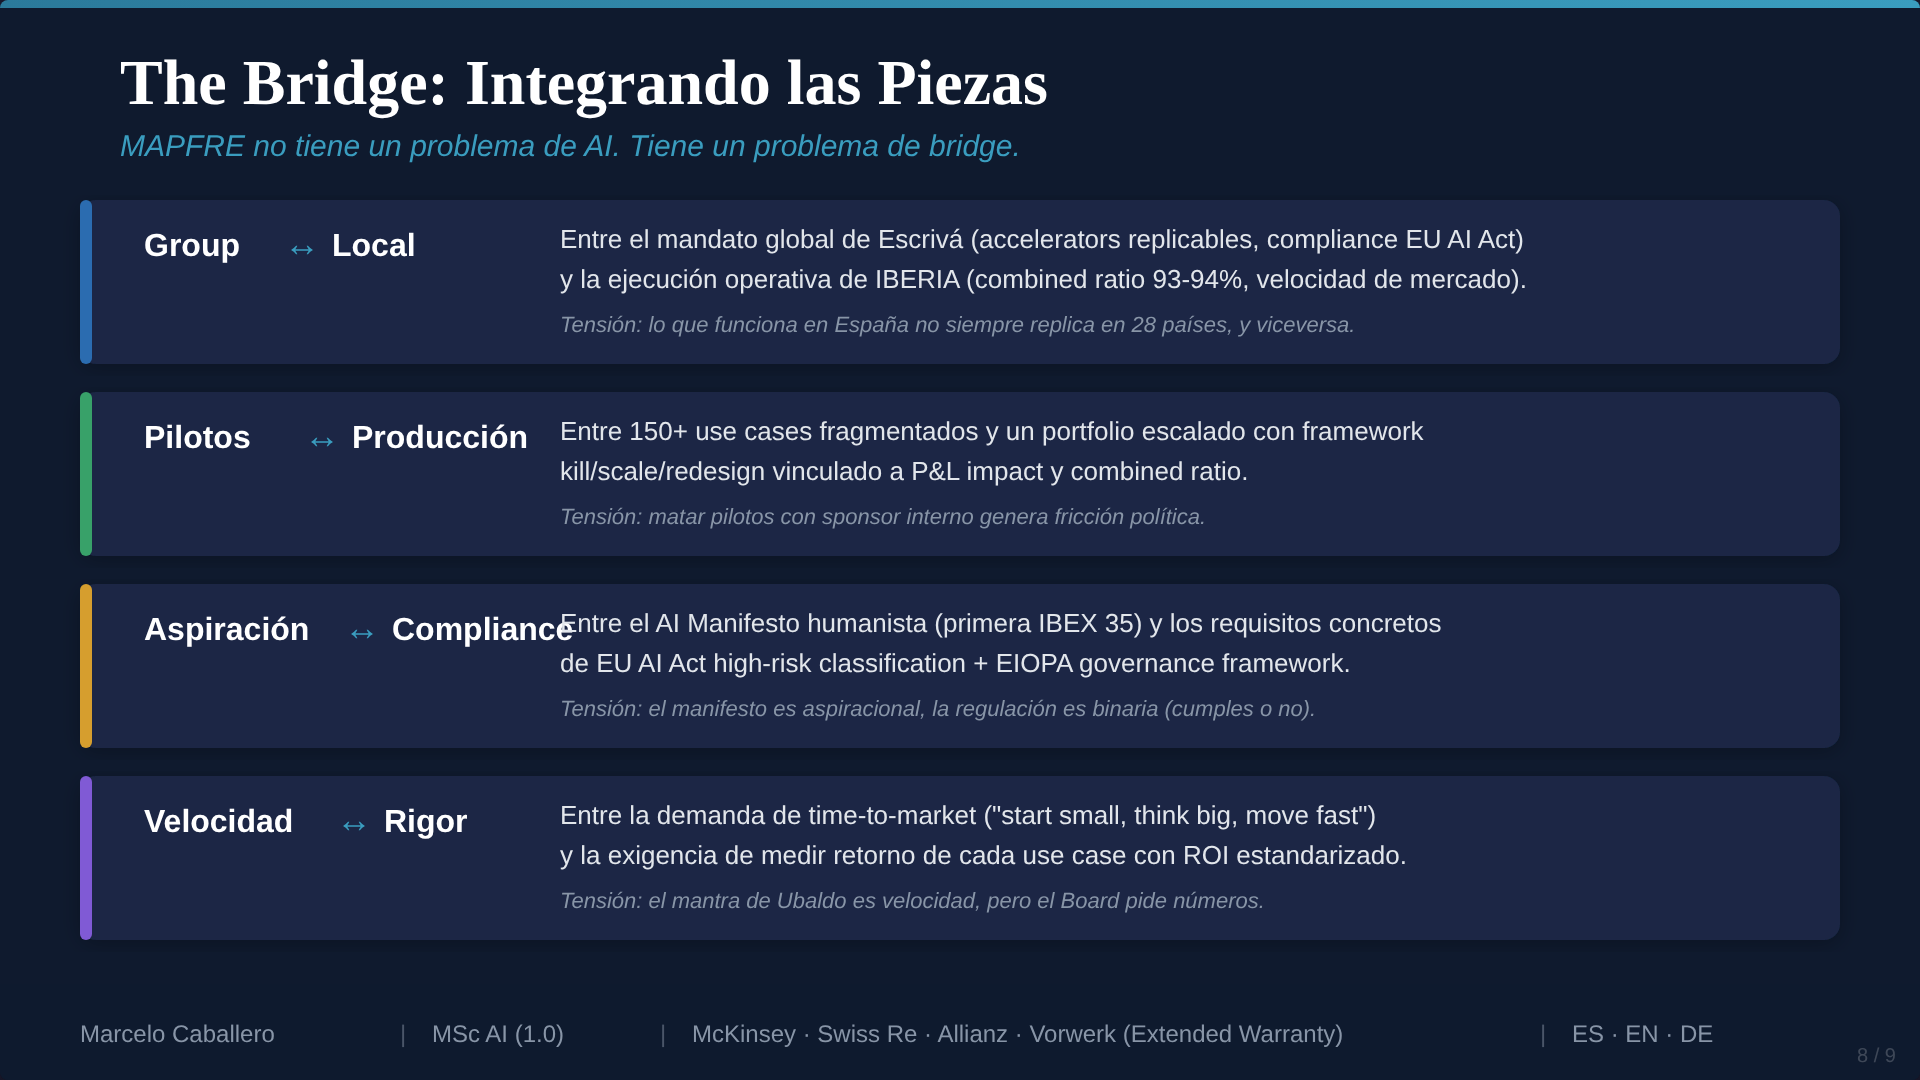 The Bridge: Integrando las Piezas
MAPFRE no tiene un problema de AI. Tiene un problema de bridge.
Group ↔ Local
Entre el mandato global de Escrivá (accelerators replicables, compliance EU AI Act)
y la ejecución operativa de IBERIA (combined ratio 93-94%, velocidad de mercado).
Tensión: lo que funciona en España no siempre replica en 28 países, y viceversa.
Pilotos ↔ Producción
Entre 150+ use cases fragmentados y un portfolio escalado con framework
kill/scale/redesign vinculado a P&L impact y combined ratio.
Tensión: matar pilotos con sponsor interno genera fricción política.
Aspiración ↔ Compliance
Entre el AI Manifesto humanista (primera IBEX 35) y los requisitos concretos
de EU AI Act high-risk classification + EIOPA governance framework.
Tensión: el manifesto es aspiracional, la regulación es binaria (cumples o no).
Velocidad ↔ Rigor
Entre la demanda de time-to-market ("start small, think big, move fast")
y la exigencia de medir retorno de cada use case con ROI estandarizado.
Tensión: el mantra de Ubaldo es velocidad, pero el Board pide números.
Marcelo Caballero | MSc AI (1.0) | McKinsey · Swiss Re · Allianz · Vorwerk (Extended Warranty) | ES · EN · DE
8 / 9